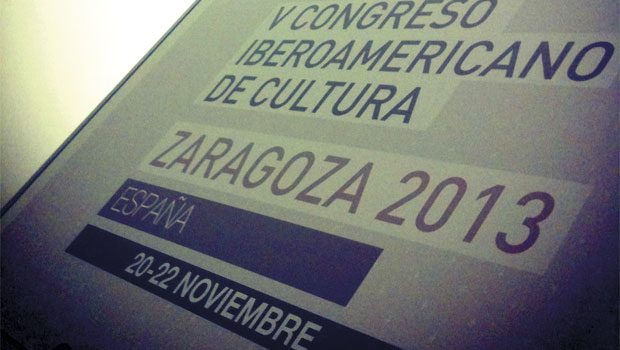 V CONGRESO
IBEROAMERICANO
DE CULTURA
ZARAGOZA 2013
ESPAÑA
20-22 NOVIEMBRE